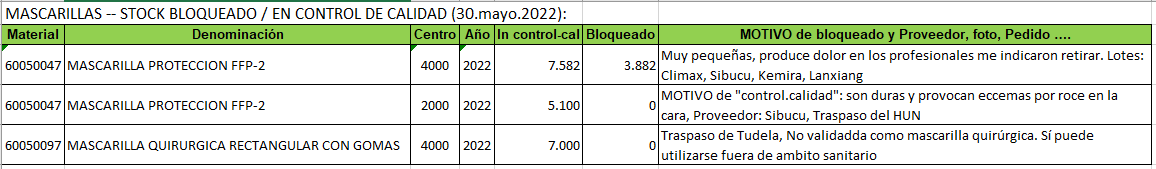 MASCARILLAS -- STOCK BLOQUEADO / EN CONTROL DE CALIDAD (30.mayo.2022):
Material Denominación Centro Año In control-cal Bloqueado MOTIVO de bloqueado y Proveedor, foto, Pedido ....
60050047 MASCARILLA PROTECCION FFP-2 4000 2022 7.582 3.882 Muy pequeñas, produce dolor en los profesionales me indicaron retirar. Lotes:
Climax, Sibucu, Kemira, Lanxiang
60050047 MASCARILLA PROTECCION FFP-2 2000 2022 5.100 0 MOTIVO de "control.calidad": son duras y provocan eccemas por roce en la
cara, Proveedor: Sibucu, Traspaso del HUN
60050097 MASCARILLA QUIRURGICA RECTANGULAR CON GOMAS 4000 2022 7.000 0 Traspaso de Tudela, No validadda como mascarilla quirúrgica. Sí puede
utilizarse fuera de ambito sanitario